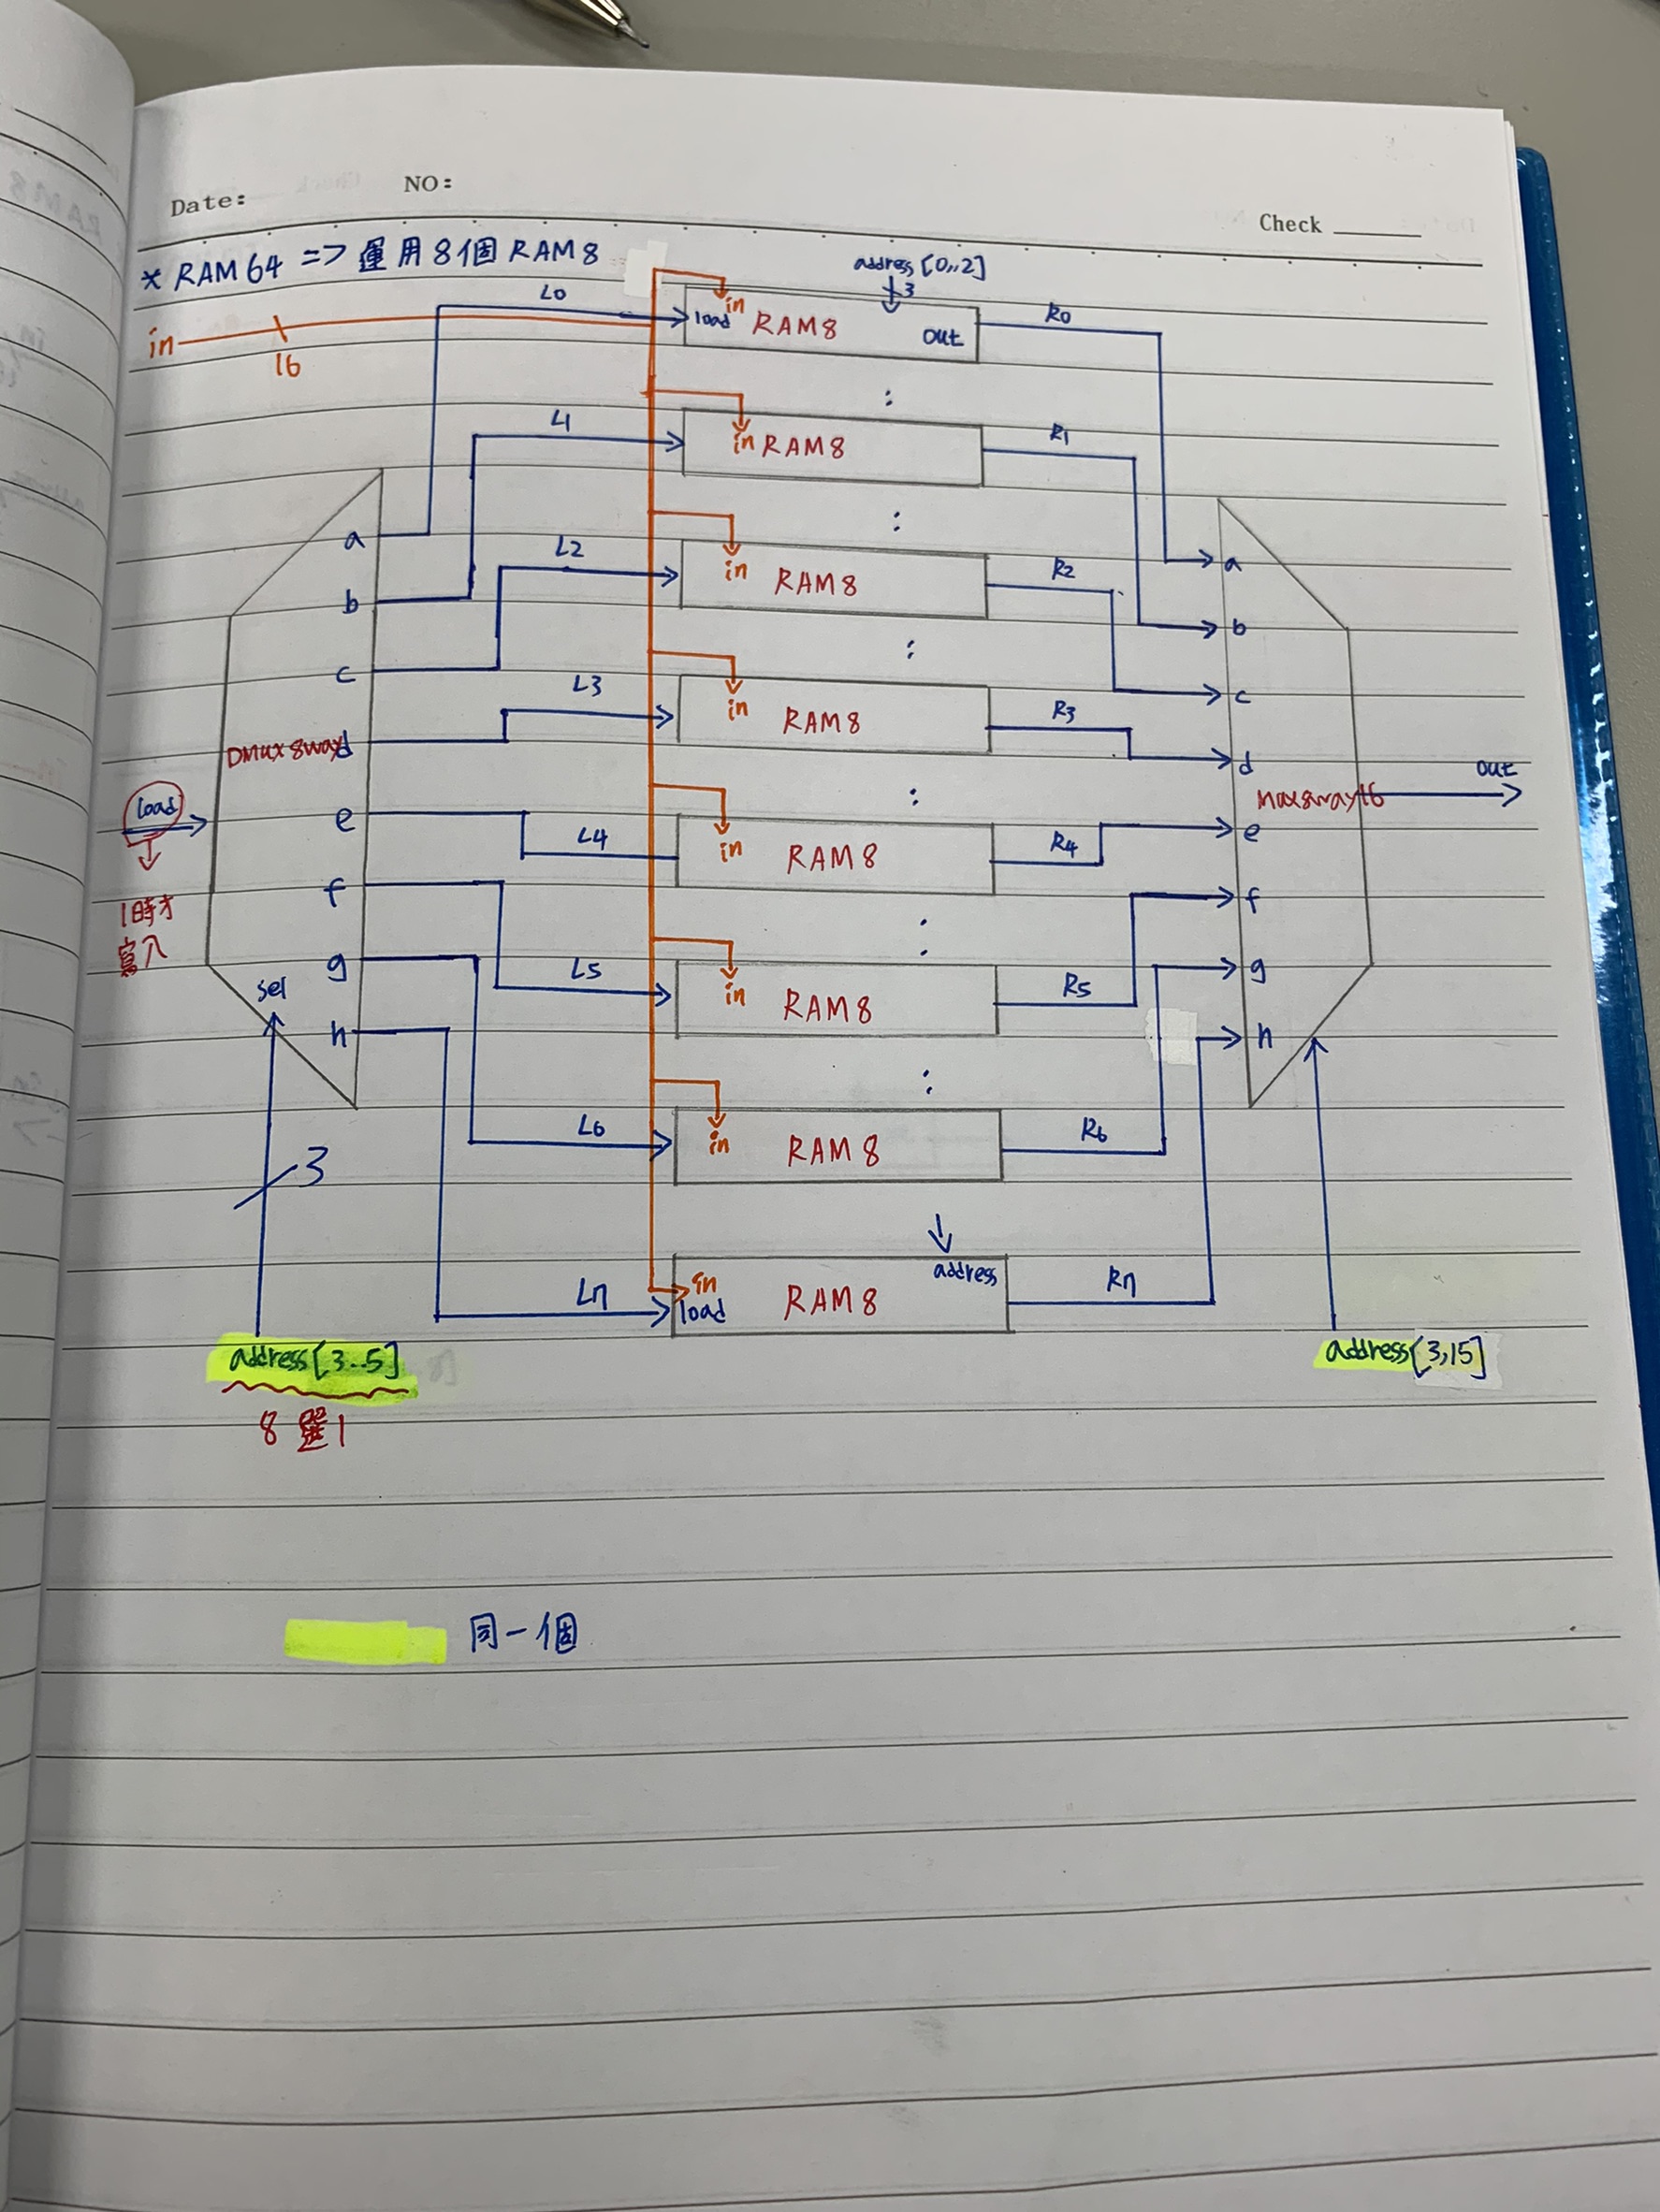 Date:
NO:
Check
* RAM64 => 運用8個RAM8
in
16
address[0..2]
3
L0
load
in
RAM8
out
R0
:
L1
in
RAM8
R1
:
L2
in
RAM8
R2
:
L3
in
RAM8
R3
:
L4
in
RAM8
R4
:
L5
in
RAM8
R5
:
L6
in
RAM8
R6
L7
in
load
RAM8
address
R7
a
b
c
DMux8way
d
e
f
g
h
load
1時才
寫入
sel
3
address[3..5]
8選1
a
b
c
d
Mux8way16
e
f
g
h
out
address[3,15]
同一個